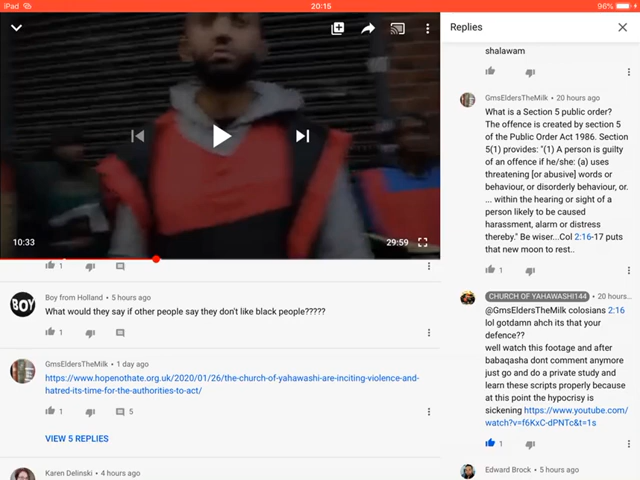 iPad
20:15
96%
10:33
29:59
1
Boy from Holland • 5 hours ago
BOY
What would they say if other people say they don't like black people?????
1
GmsEldersTheMilk • 1 day ago
https://www.hopenothate.org.uk/2020/01/26/the-church-of-yahawashi-are-inciting-violence-and-
hatred-its-time-for-the-authorities-to-act/
1
5
VIEW 5 REPLIES
Karen Delinski • 4 hours ago
Replies
shalawam
GmsEldersTheMilk • 20 hours ago
What is a Section 5 public order?
The offence is created by section 5
of the Public Order Act 1986. Section
5(1) provides: "(1) A person is guilty
of an offence if he/she: (a) uses
threatening [or abusive] words or
behaviour, or disorderly behaviour, or.
... within the hearing or sight of a
person likely to be caused
harassment, alarm or distress
thereby." Be wiser...Col 2:16-17 puts
that new moon to rest..
1
CHURCH OF YAHAWASHI144 • 20 hours...
@GmsEldersTheMilk colosians 2:16
lol gotdamn ahch its that your
defence??
well watch this footage and after
babaqasha dont comment anymore
just go and do a private study and
learn these scripts properly because
at this point the hypocrisy is
sickening https://www.youtube.com/
watch?v=f6KxC-dPNTc&t=1s
1
Edward Brock • 5 hours ago